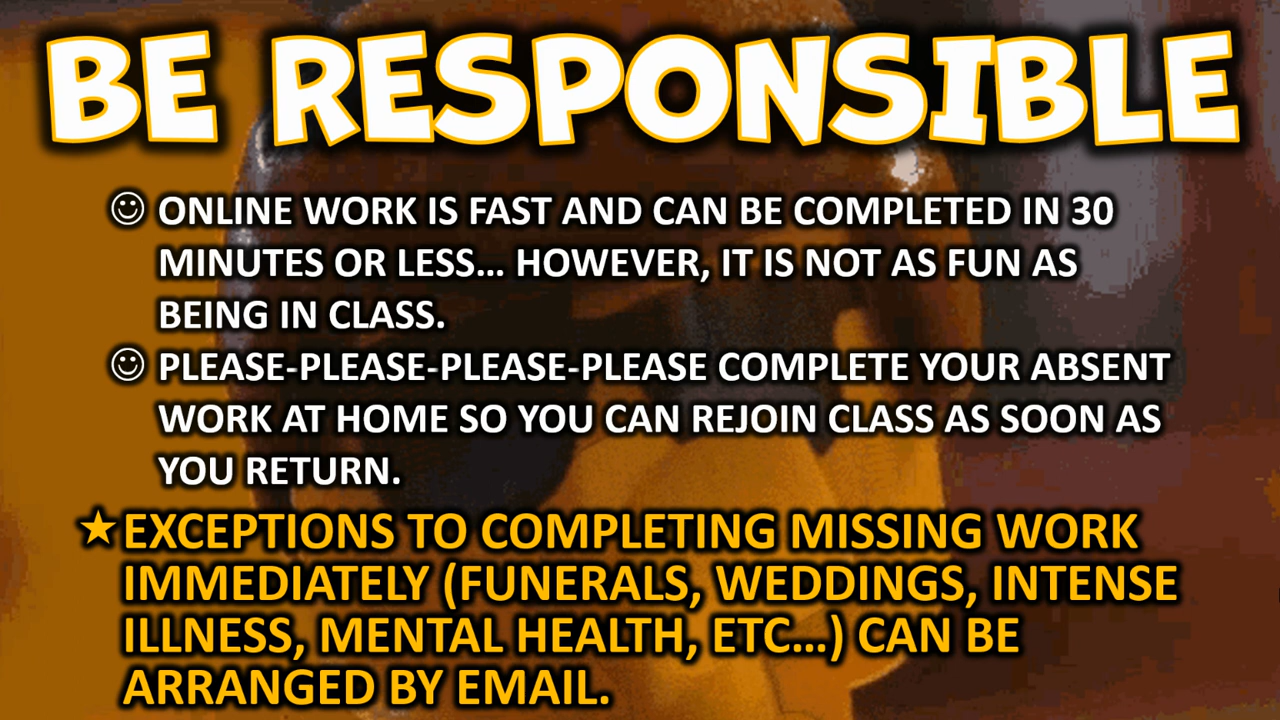 BE RESPONSIBLE
☺ ONLINE WORK IS FAST AND CAN BE COMPLETED IN 30
MINUTES OR LESS... HOWEVER, IT IS NOT AS FUN AS
BEING IN CLASS.
☺ PLEASE-PLEASE-PLEASE-PLEASE COMPLETE YOUR ABSENT
WORK AT HOME SO YOU CAN REJOIN CLASS AS SOON AS
YOU RETURN.
★EXCEPTIONS TO COMPLETING MISSING WORK
IMMEDIATELY (FUNERALS, WEDDINGS, INTENSE
ILLNESS, MENTAL HEALTH, ETC...) CAN BE
ARRANGED BY EMAIL.